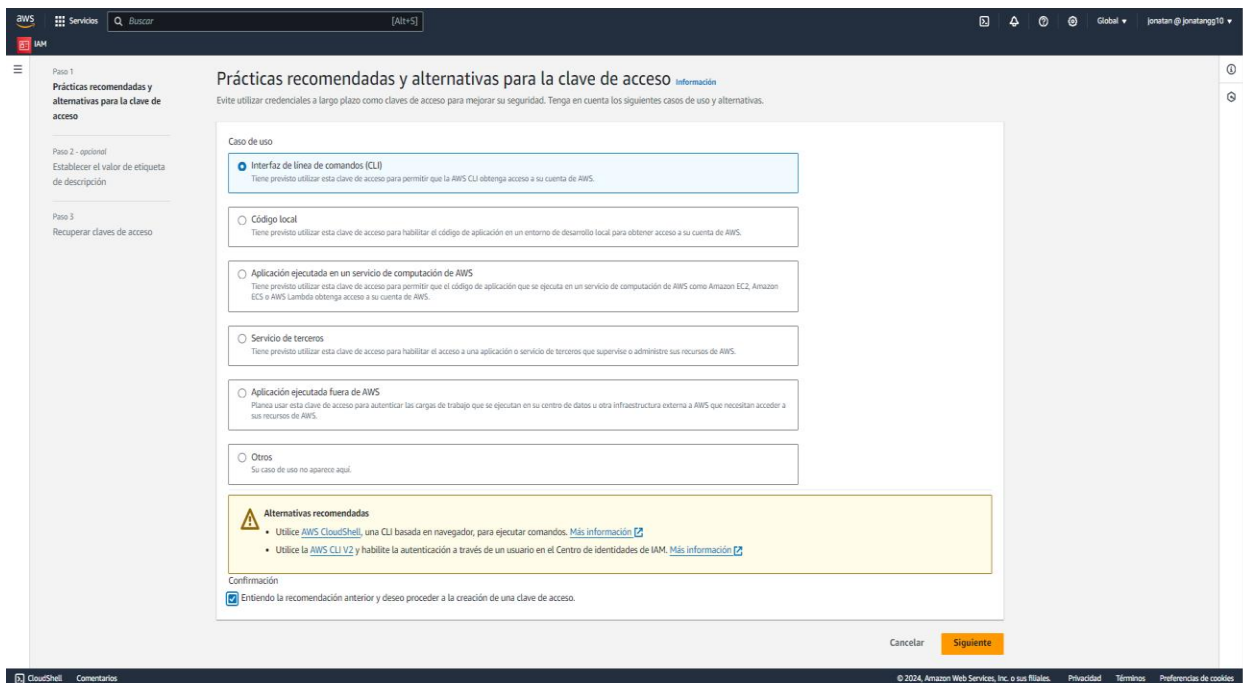 aws
Servicios
Buscar
[Alt+S]
Global
jonatan @ jonatangg10
IAM
Paso 1
Prácticas recomendadas y
alternativas para la clave de
acceso
Paso 2 - opcional
Establecer el valor de etiqueta
de descripción
Paso 3
Recuperar claves de acceso
Prácticas recomendadas y alternativas para la clave de acceso Información
Evite utilizar credenciales a largo plazo como claves de acceso para mejorar su seguridad. Tenga en cuenta los siguientes casos de uso y alternativas.
Caso de uso
Interfaz de línea de comandos (CLI)
Tiene previsto utilizar esta clave de acceso para permitir que la AWS CLI obtenga acceso a su cuenta de AWS.
Código local
Tiene previsto utilizar esta clave de acceso para habilitar el código de aplicación en un entorno de desarrollo local para obtener acceso a su cuenta de AWS.
Aplicación ejecutada en un servicio de computación de AWS
Tiene previsto utilizar esta clave de acceso para permitir que el código de aplicación que se ejecuta en un servicio de computación de AWS como Amazon EC2, Amazon
ECS o AWS Lambda obtenga acceso a su cuenta de AWS.
Servicio de terceros
Tiene previsto utilizar esta clave de acceso para habilitar el acceso a una aplicación o servicio de terceros que supervise o administre sus recursos de AWS.
Aplicación ejecutada fuera de AWS
Planea usar esta clave de acceso para autenticar las cargas de trabajo que se ejecutan en su centro de datos u otra infraestructura externa a AWS que necesitan acceder a
sus recursos de AWS.
Otros
Su caso de uso no aparece aquí.
Alternativas recomendadas
• Utilice AWS CloudShell, una CLI basada en navegador, para ejecutar comandos. Más información
• Utilice la AWS CLI V2 y habilite la autenticación a través de un usuario en el Centro de identidades de IAM. Más información
Confirmación
Entiendo la recomendación anterior y deseo proceder a la creación de una clave de acceso.
Cancelar
Siguiente
CloudShell
Comentarios
© 2024, Amazon Web Services, Inc. o sus filiales.
Privacidad
Términos
Preferencias de cookies